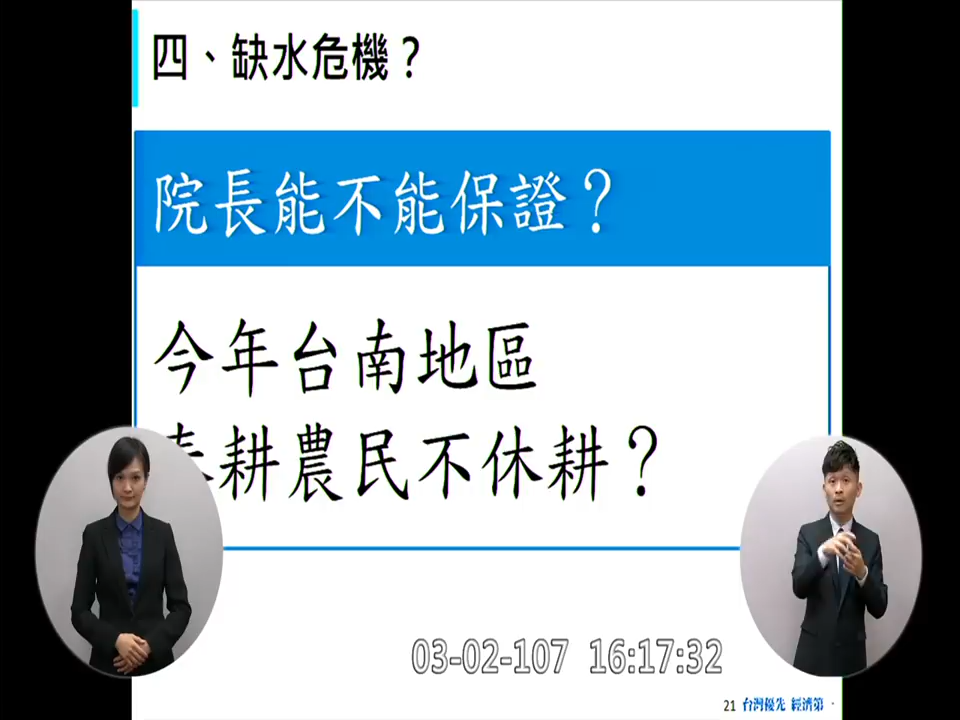 四、缺水危機？
院長能不能保證？
今年台南地區
春耕農民不休耕？
03-02-107 16:17:32
21 台灣優先 經濟第一